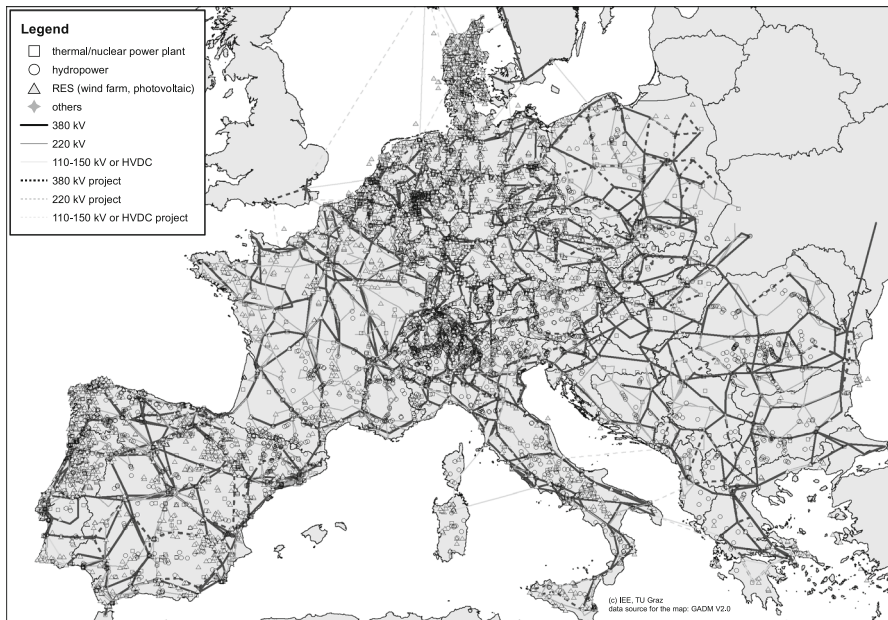 Legend
thermal/nuclear power plant
hydropower
RES (wind farm, photovoltaic)
others
380 kV
220 kV
110-150 kV or HVDC
380 kV project
220 kV project
110-150 kV or HVDC project
(c) IEE, TU Graz
data source for the map: GADM V2.0